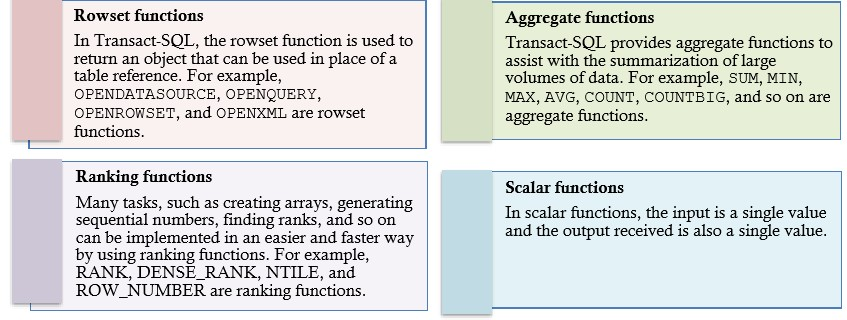 Rowset functions
In Transact-SQL, the rowset function is used to
return an object that can be used in place of a
table reference. For example,
OPENDATASOURCE, OPENQUERY,
OPENROWSET, and OPENXML are rowset
functions.
Aggregate functions
Transact-SQL provides aggregate functions to
assist with the summarization of large
volumes of data. For example, SUM, MIN,
MAX, AVG, COUNT, COUNTBIG, and so on are
aggregate functions.
Ranking functions
Many tasks, such as creating arrays, generating
sequential numbers, finding ranks, and so on
can be implemented in an easier and faster way
by using ranking functions. For example,
RANK, DENSE_RANK, NTILE, and
ROW_NUMBER are ranking functions.
Scalar functions
In scalar functions, the input is a single value
and the output received is also a single value.